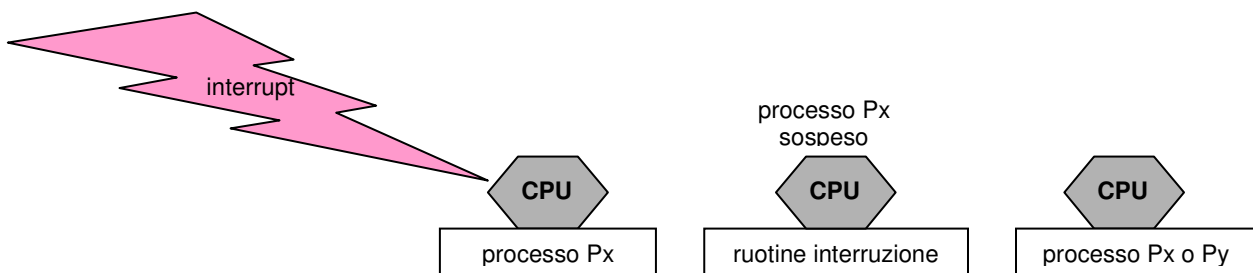 interrupt
processo Px
sospeso
CPU
CPU
CPU
processo Px
ruotine interruzione
processo Px o Py